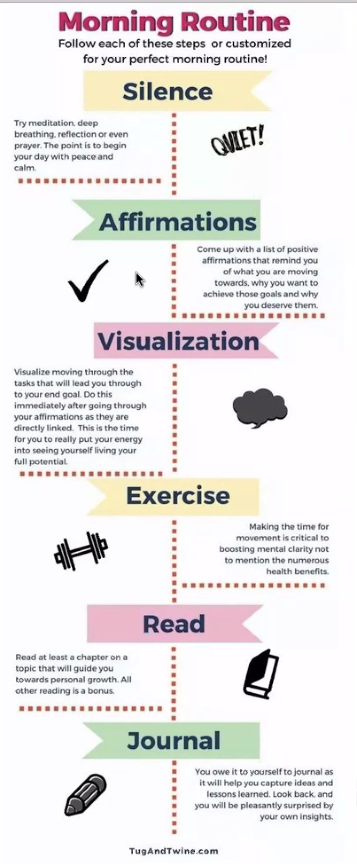 Morning Routine
Follow each of these steps or customized
for your perfect morning routine!
Silence
Try meditation, deep
breathing, reflection or even
prayer. The point is to begin
your day with peace and
calm.
QUIET!
Affirmations
Come up with a list of positive
affirmations that remind you
of what you are moving
towards, why you want to
achieve those goals and why
you deserve them.
Visualization
Visualize moving through the
tasks that will lead you through
to your end goal. Do this
immediately after going through
your affirmations as they are
directly linked. This is the time
for you to really put your energy
into seeing yourself living your
full potential.
Exercise
Making the time for
movement is critical to
boosting mental clarity not
to mention the numerous
health benefits.
Read
Read at least a chapter on a
topic that will guide you
towards personal growth. All
other reading is a bonus.
Journal
You owe it to yourself to journal as
it will help you capture ideas and
lessons learned. Look back, and
you will be pleasantly surprised by
your own insights.
TugAndTwine.com